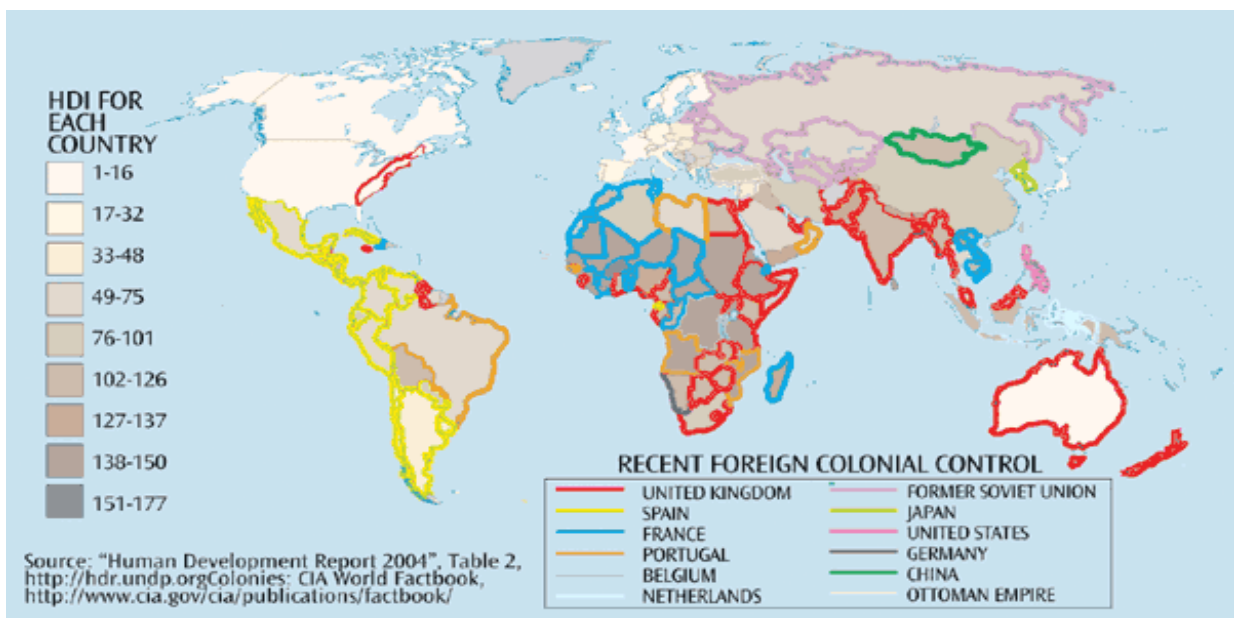 HDI FOR
EACH
COUNTRY
1-16
17-32
33-48
49-75
76-101
102-126
127-137
138-150
151-177
RECENT FOREIGN COLONIAL CONTROL
UNITED KINGDOM
SPAIN
FRANCE
PORTUGAL
BELGIUM
NETHERLANDS
FORMER SOVIET UNION
JAPAN
UNITED STATES
GERMANY
CHINA
OTTOMAN EMPIRE
Source: "Human Development Report 2004", Table 2,
http://hdr.undp.orgColonies: CIA World Factbook,
http://www.cia.gov/cia/publications/factbook/